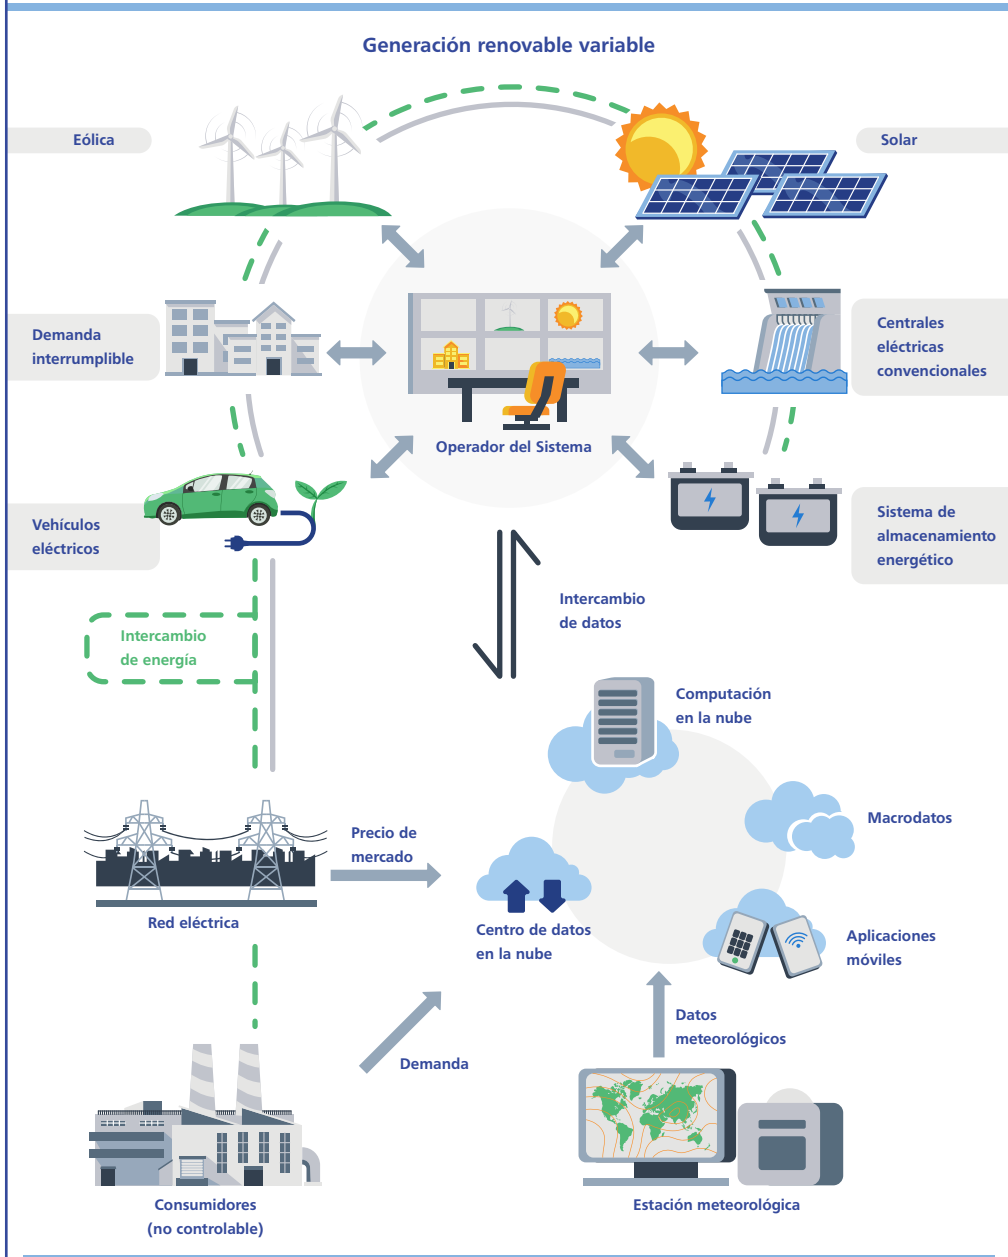 Generación renovable variable
Eólica
Solar
Demanda
interrumplible
Centrales
eléctricas
convencionales
Operador del Sistema
Vehículos
eléctricos
Sistema de
almacenamiento
energético
Intercambio
de datos
Intercambio
de energía
Computación
en la nube
Macrodatos
Precio de
mercado
Red eléctrica
Centro de datos
en la nube
Aplicaciones
móviles
Datos
meteorológicos
Demanda
Consumidores
(no controlable)
Estación meteorológica